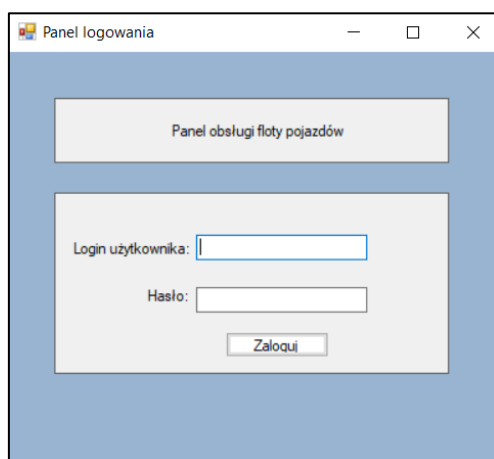 Panel logowania
Panel obsługi floty pojazdów
Login użytkownika:
Hasło:
Zaloguj